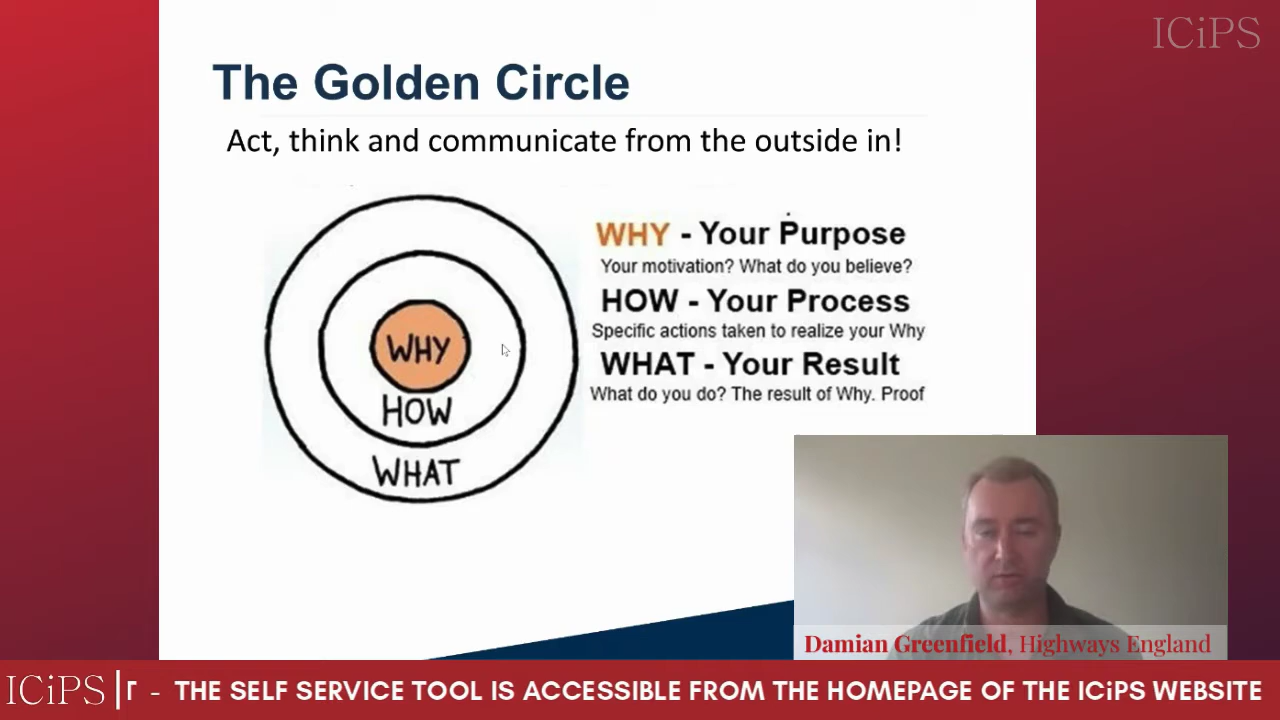 ICiPS
The Golden Circle
Act, think and communicate from the outside in!
WHY
HOW
WHAT
WHY - Your Purpose
Your motivation? What do you believe?
HOW - Your Process
Specific actions taken to realize your Why
WHAT - Your Result
What do you do? The result of Why. Proof
Damian Greenfield, Highways England
ICiPS - THE SELF SERVICE TOOL IS ACCESSIBLE FROM THE HOMEPAGE OF THE ICiPS WEBSITE